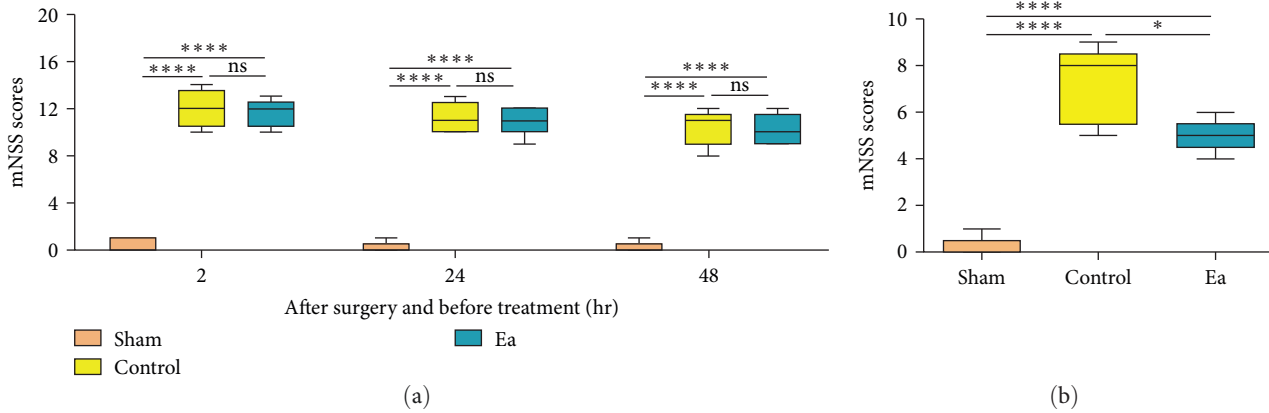 20
16
12
8
4
0
mNSS scores
****
****
ns
****
****
ns
****
****
ns
2
24
48
After surgery and before treatment (hr)
Sham
Control
Ea
(a)
10
8
6
4
2
0
mNSS scores
****
****
*
Sham
Control
Ea
(b)